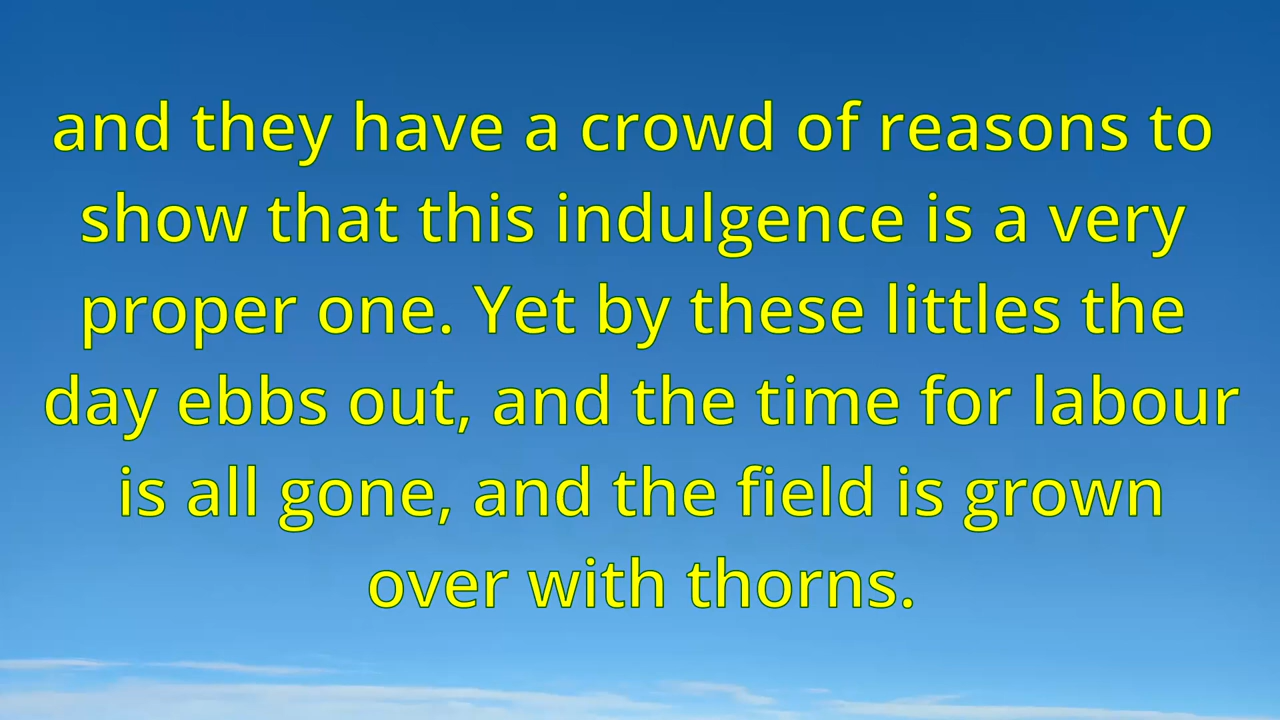 and they have a crowd of reasons to
show that this indulgence is a very
proper one. Yet by these littles the
day ebbs out, and the time for labour
is all gone, and the field is grown
over with thorns.